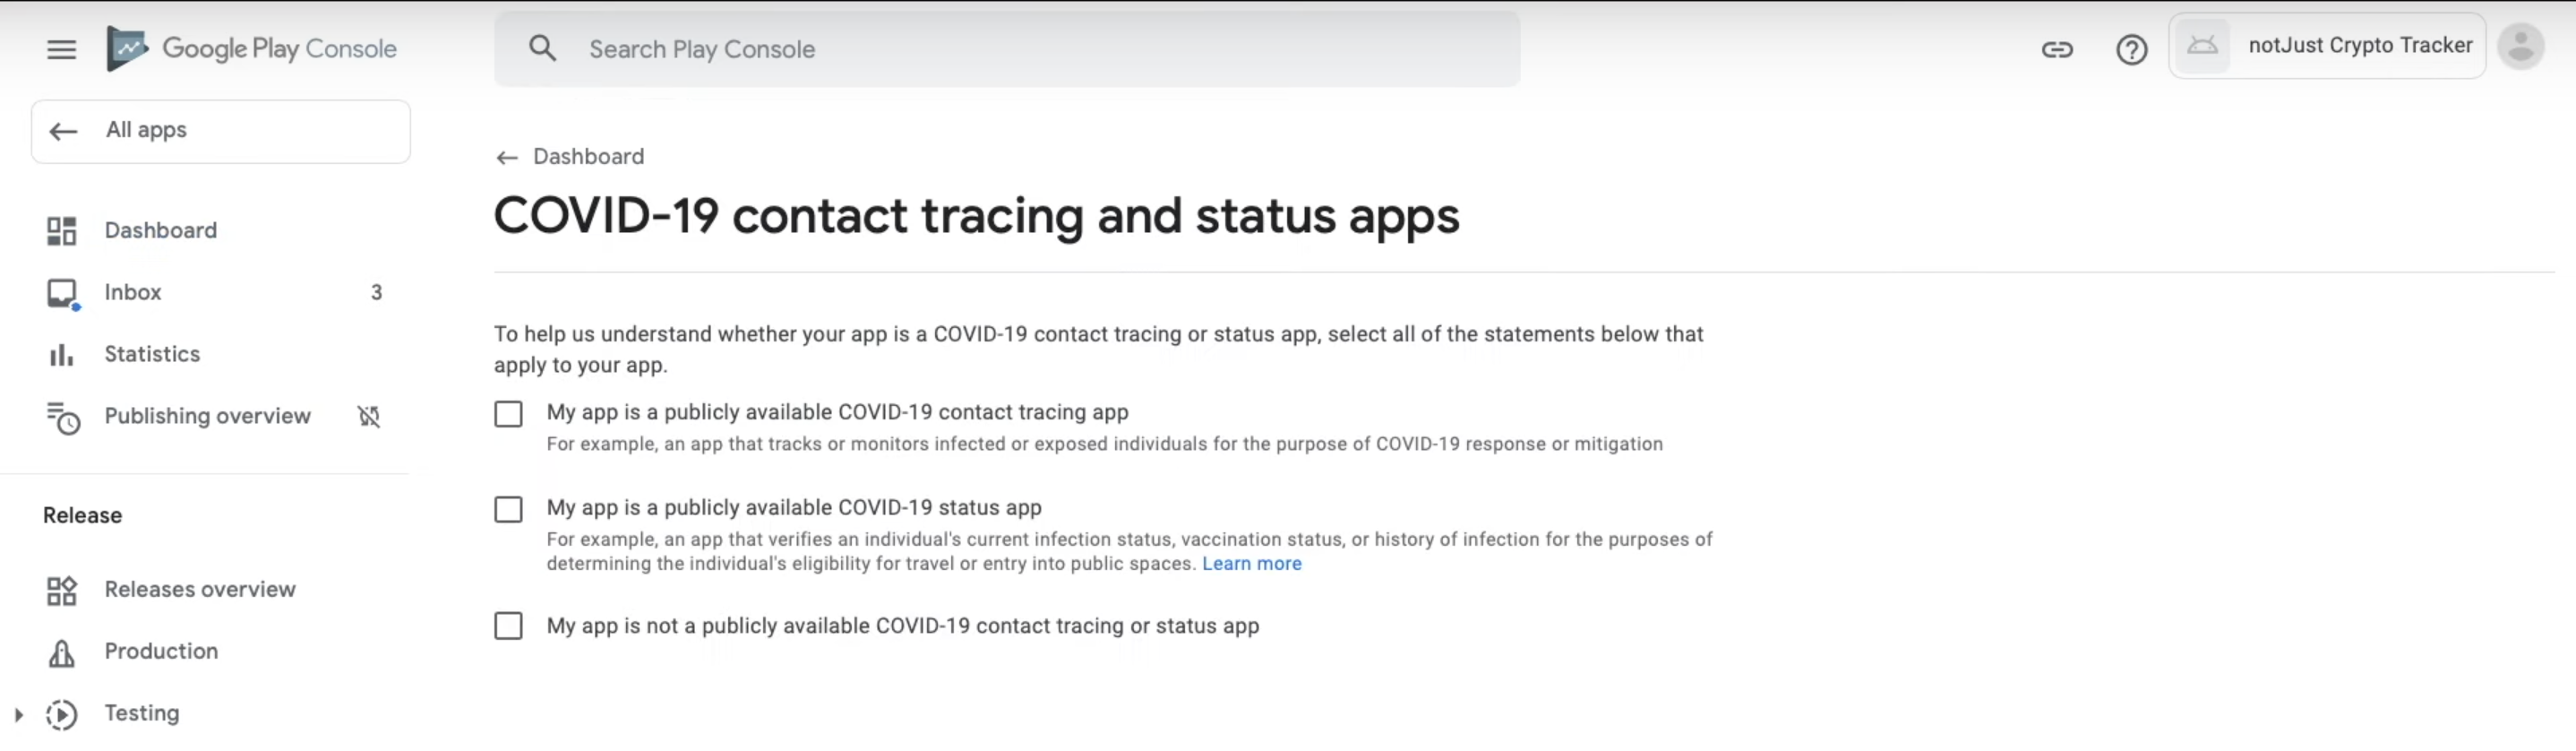 Google Play Console
Search Play Console
notJust Crypto Tracker
All apps
Dashboard
Inbox 3
Statistics
Publishing overview
Release
Releases overview
Production
Testing
Dashboard
COVID-19 contact tracing and status apps
To help us understand whether your app is a COVID-19 contact tracing or status app, select all of the statements below that
apply to your app.
My app is a publicly available COVID-19 contact tracing app
For example, an app that tracks or monitors infected or exposed individuals for the purpose of COVID-19 response or mitigation
My app is a publicly available COVID-19 status app
For example, an app that verifies an individual's current infection status, vaccination status, or history of infection for the purposes of
determining the individual's eligibility for travel or entry into public spaces. Learn more
My app is not a publicly available COVID-19 contact tracing or status app